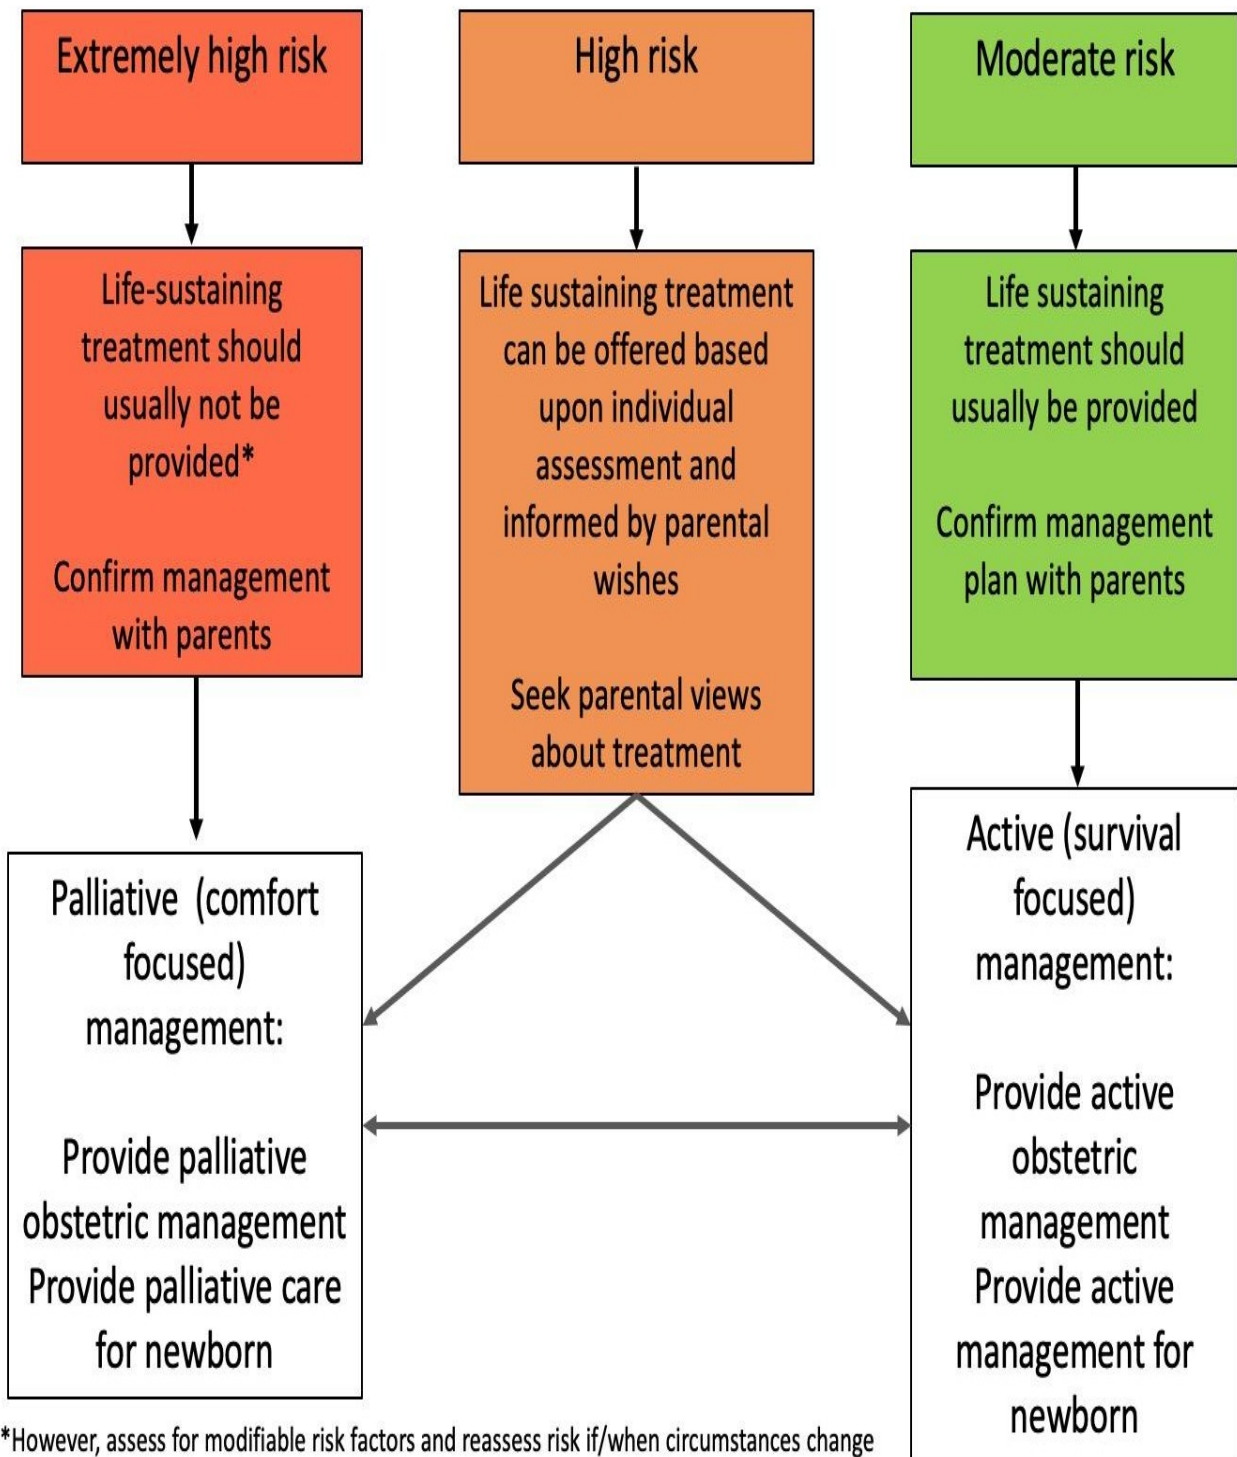 Extremely high risk
Life-sustaining
treatment should
usually not be
provided*
Confirm management
with parents
Palliative (comfort
focused)
management:
Provide palliative
obstetric management
Provide palliative care
for newborn
High risk
Life sustaining treatment
can be offered based
upon individual
assessment and
informed by parental
wishes
Seek parental views
about treatment
Moderate risk
Life sustaining
treatment should
usually be provided
Confirm management
plan with parents
Active (survival
focused)
management:
Provide active
obstetric
management
Provide active
management for
newborn
*However, assess for modifiable risk factors and reassess risk if/when circumstances change